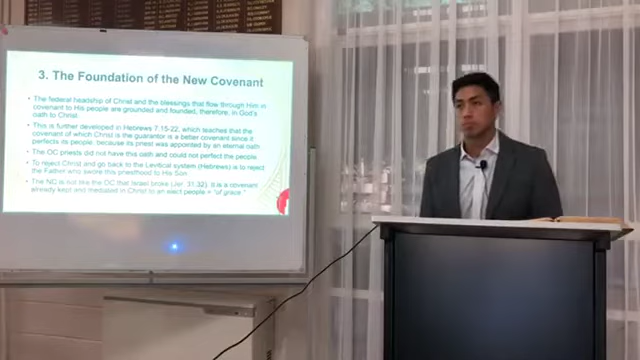 3. The Foundation of the New Covenant
• The federal headship of Christ and the blessings that flow through Him in
covenant to His people are grounded and founded, therefore, in God's
oath to Christ.
• This is further developed in Hebrews 7.15-22, which teaches that the
covenant of which Christ is the guarantor is a better covenant since it
perfects its people, because its priest was appointed by an eternal oath
• The OC priests did not have this oath and could not perfect the people.
• To reject Christ and go back to the Levitical system (Hebrews) is to reject
the Father who swore this priesthood to His Son
• The NC is not like the OC that Israel broke (Jer. 31.32). It is a covenant
already kept and mediated in Christ to an elect people = "of grace."